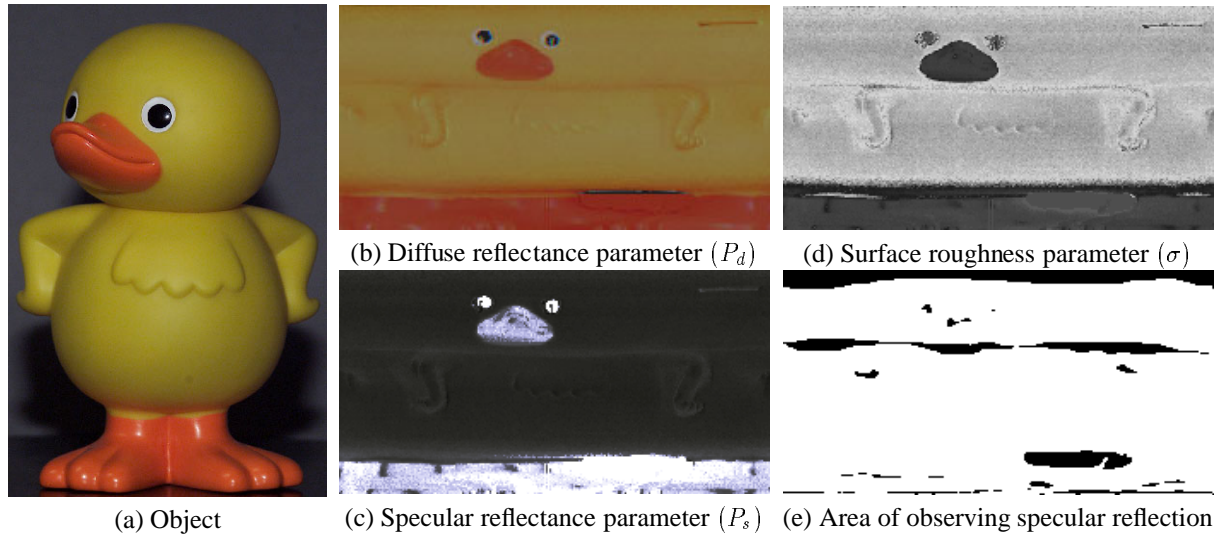 (a) Object
(b) Diffuse reflectance parameter (P_d)
(c) Specular reflectance parameter (P_s)
(d) Surface roughness parameter (σ)
(e) Area of observing specular reflection